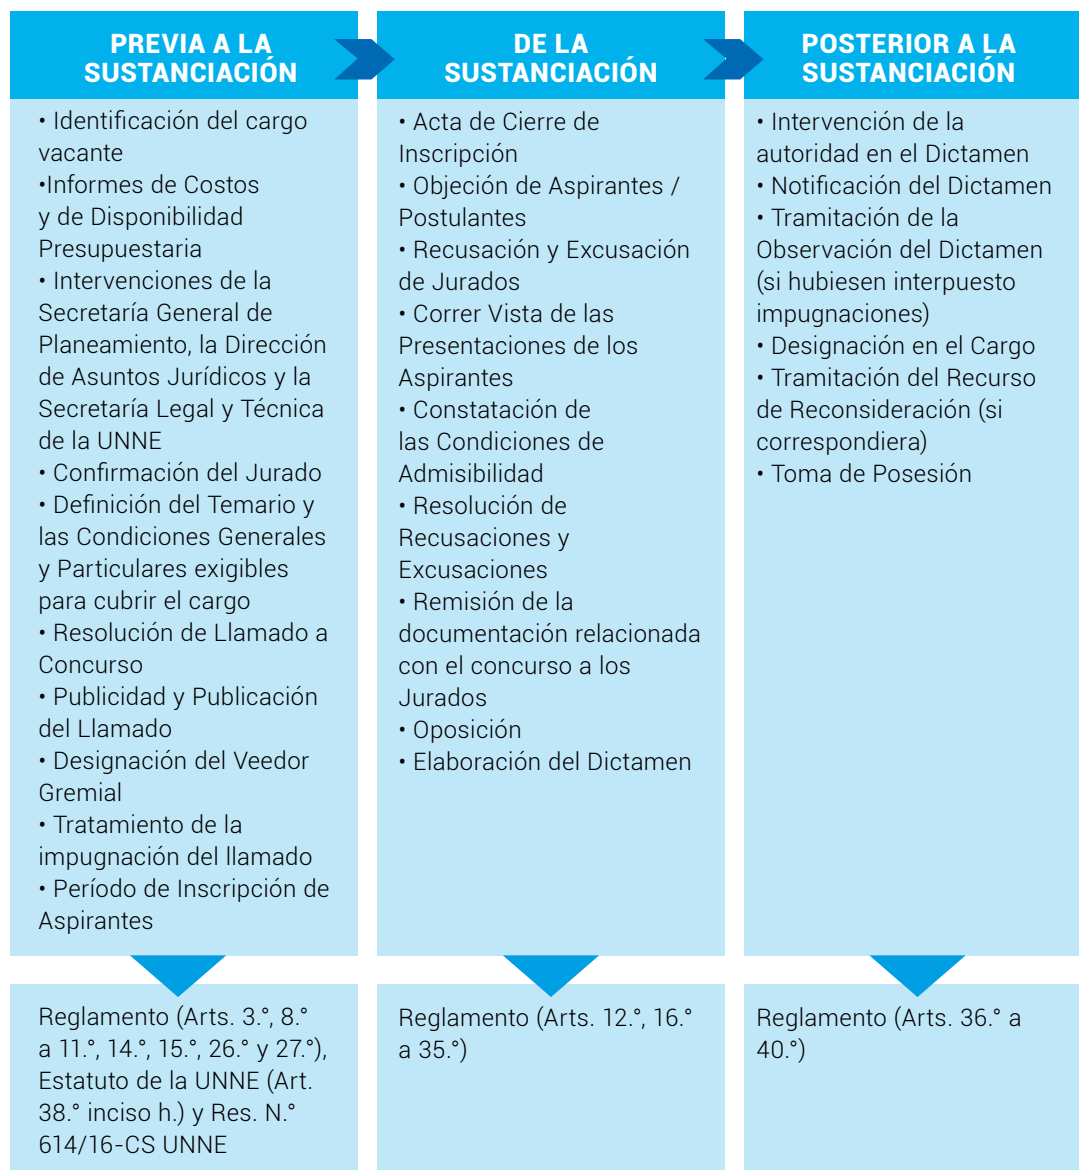 PREVIA A LA
SUSTANCIACIÓN
• Identificación del cargo
vacante
•Informes de Costos
y de Disponibilidad
Presupuestaria
• Intervenciones de la
Secretaría General de
Planeamiento, la Dirección
de Asuntos Jurídicos y la
Secretaría Legal y Técnica
de la UNNE
• Confirmación del Jurado
• Definición del Temario y
las Condiciones Generales
y Particulares exigibles
para cubrir el cargo
• Resolución de Llamado a
Concurso
• Publicidad y Publicación
del Llamado
• Designación del Veedor
Gremial
• Tratamiento de la
impugnación del llamado
• Período de Inscripción de
Aspirantes
Reglamento (Arts. 3.°, 8.°
a 11.°, 14.°, 15.°, 26.° y 27.°),
Estatuto de la UNNE (Art.
38.° inciso h.) y Res. N.°
614/16-CS UNNE
DE LA
SUSTANCIACIÓN
• Acta de Cierre de
Inscripción
• Objeción de Aspirantes /
Postulantes
• Recusación y Excusación
de Jurados
• Correr Vista de las
Presentaciones de los
Aspirantes
• Constatación de
las Condiciones de
Admisibilidad
• Resolución de
Recusaciones y
Excusaciones
• Remisión de la
documentación relacionada
con el concurso a los
Jurados
• Oposición
• Elaboración del Dictamen
Reglamento (Arts. 12.°, 16.°
a 35.°)
POSTERIOR A LA
SUSTANCIACIÓN
• Intervención de la
autoridad en el Dictamen
• Notificación del Dictamen
• Tramitación de la
Observación del Dictamen
(si hubiesen interpuesto
impugnaciones)
• Designación en el Cargo
• Tramitación del Recurso
de Reconsideración (si
correspondiera)
• Toma de Posesión
Reglamento (Arts. 36.° a
40.°)